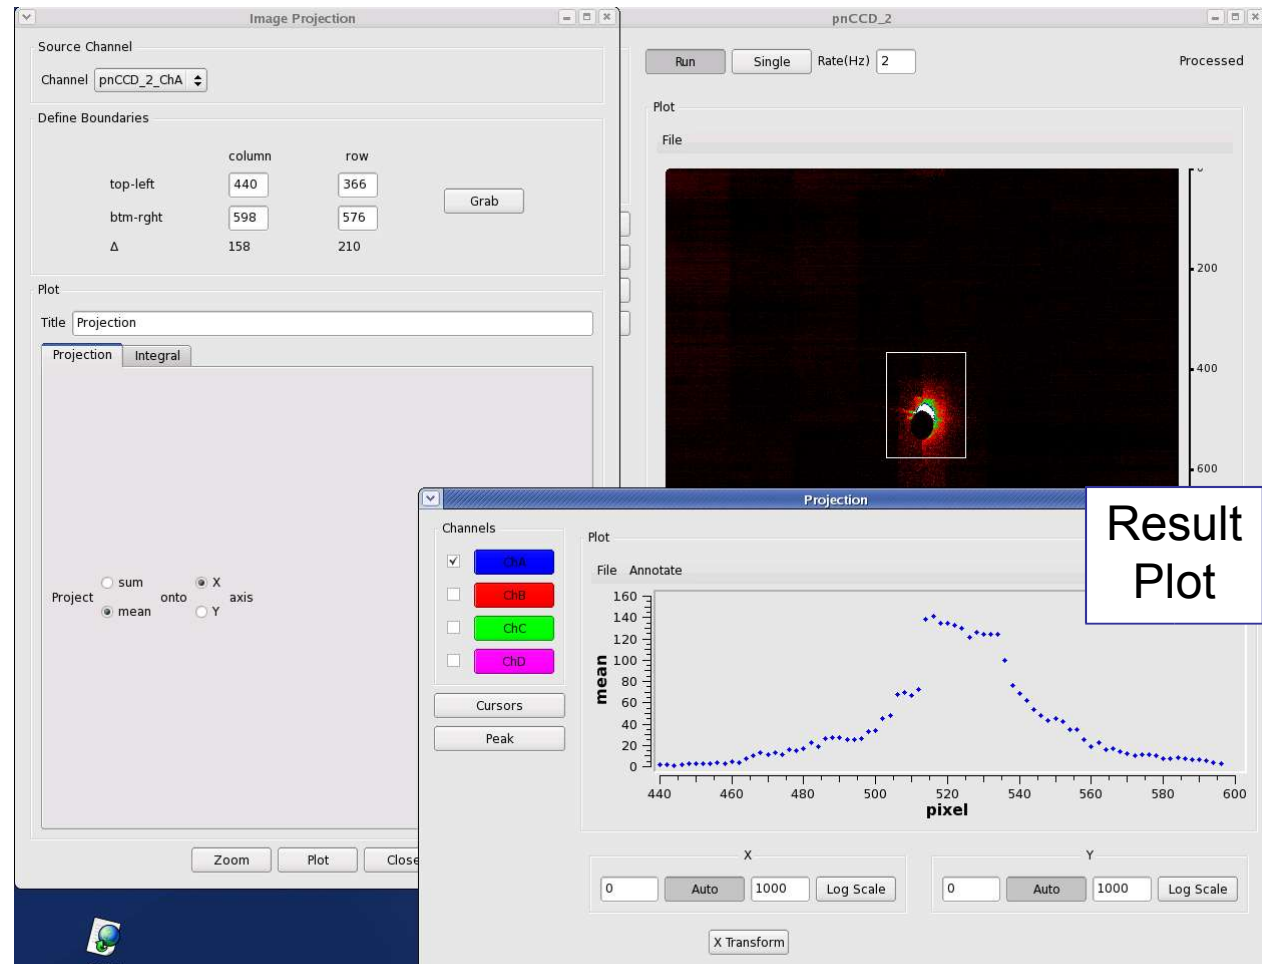 Image Projection
Source Channel
Channel pnCCD_2_ChA
Define Boundaries
column row
top-left 440 366
Grab
btm-rght 598 576
Δ 158 210
Plot
Title Projection
Projection Integral
Project sum mean onto X Y axis
Zoom Plot Close
pnCCD_2
Run Single Rate(Hz) 2 Processed
Plot
File
0
200
400
600
Projection
Result
Plot
Channels
ChA
ChB
ChC
ChD
Cursors
Peak
Plot
File Annotate
160
140
120
100
80
60
40
20
0
mean
440 460 480 500 520 540 560 580 600
pixel
X
0 Auto 1000 Log Scale
Y
0 Auto 1000 Log Scale
X Transform